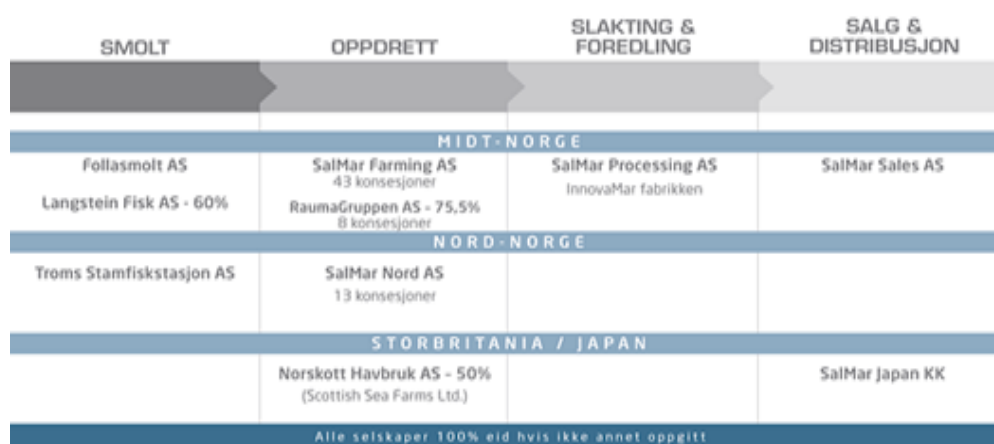 SMOLT
OPPDRETT
SLAKTING &
FOREDLING
SALG &
DISTRIBUSJON
MIDT-NORGE
Follasmolt AS
Langstein Fisk AS - 60%
SalMar Farming AS
43 konsesjoner
RaumaGruppen AS - 75,5%
8 konsesjoner
SalMar Processing AS
InnovaMar fabrikken
SalMar Sales AS
NORD-NORGE
Troms Stamfiskstasjon AS
SalMar Nord AS
13 konsesjoner
STORBRITANIA / JAPAN
Norskott Havbruk AS - 50%
(Scottish Sea Farms Ltd.)
SalMar Japan KK
Alle selskaper 100% eid hvis ikke annet oppgitt